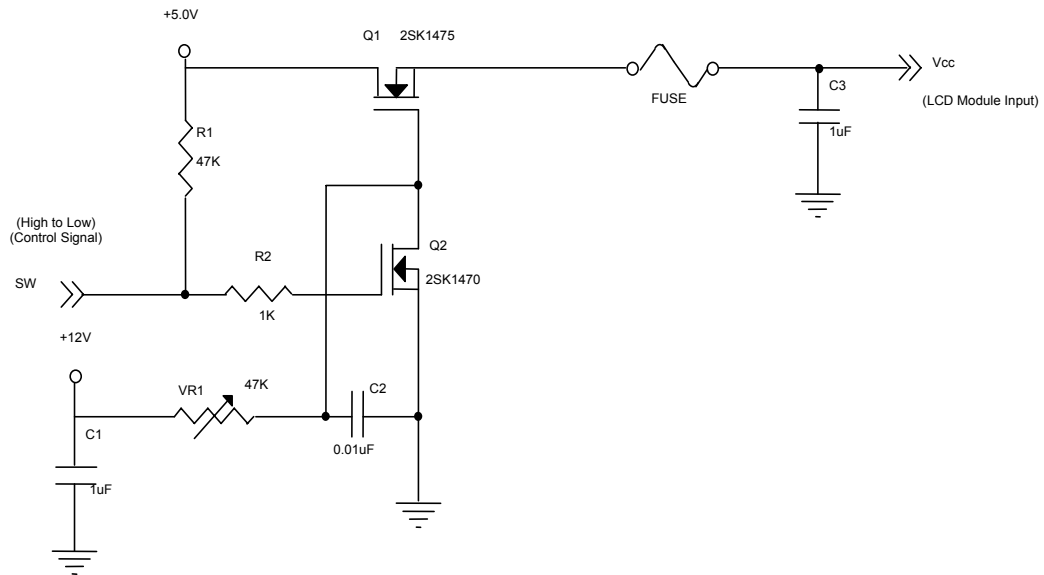 +5.0V
Q1 2SK1475
Vcc
C3
FUSE
(LCD Module Input)
R1
1uF
47K
(High to Low)
(Control Signal)
Q2
R2
SW
2SK1470
1K
+12V
47K
VR1
C2
C1
0.01uF
1uF